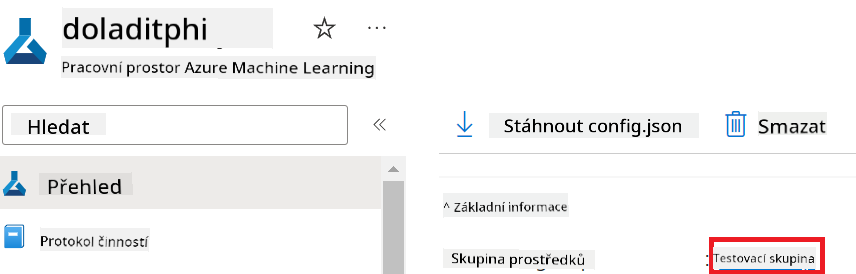 doladitphi
Pracovní prostor Azure Machine Learning
Hledat
Přehled
Protokol činností
Stáhnout config.json
Smazat
^ Základní informace
Skupina prostředků : Testovací skupina